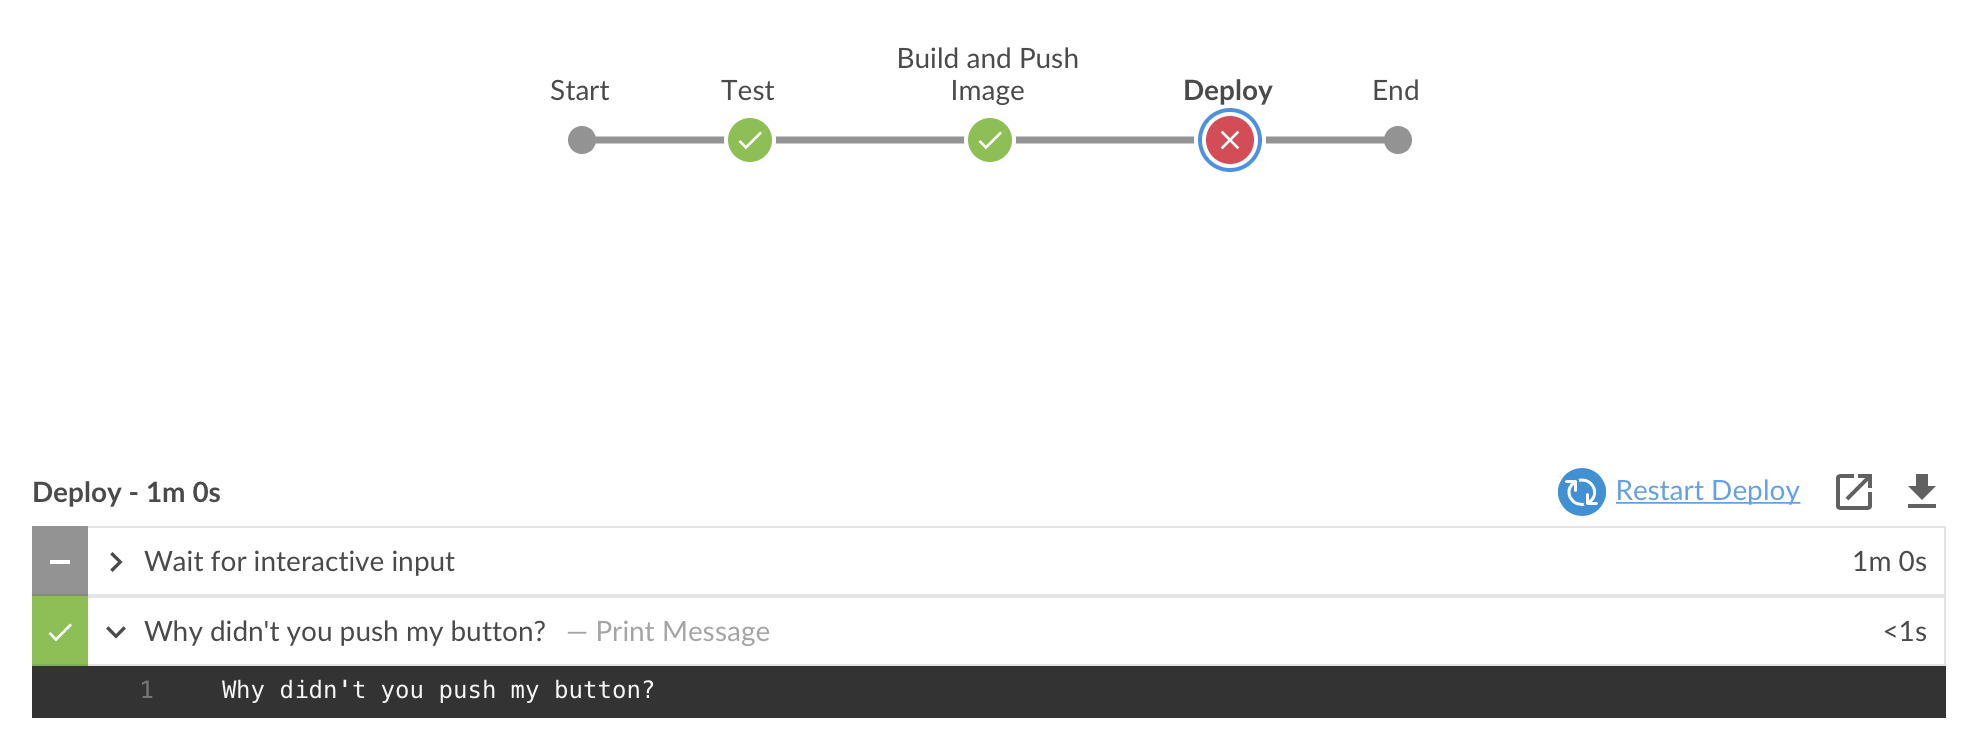 Start
Test
Build and Push
Image
Deploy
End
Deploy - 1m 0s
Restart Deploy
Wait for interactive input
1m 0s
Why didn't you push my button? — Print Message
<1s
1 Why didn't you push my button?